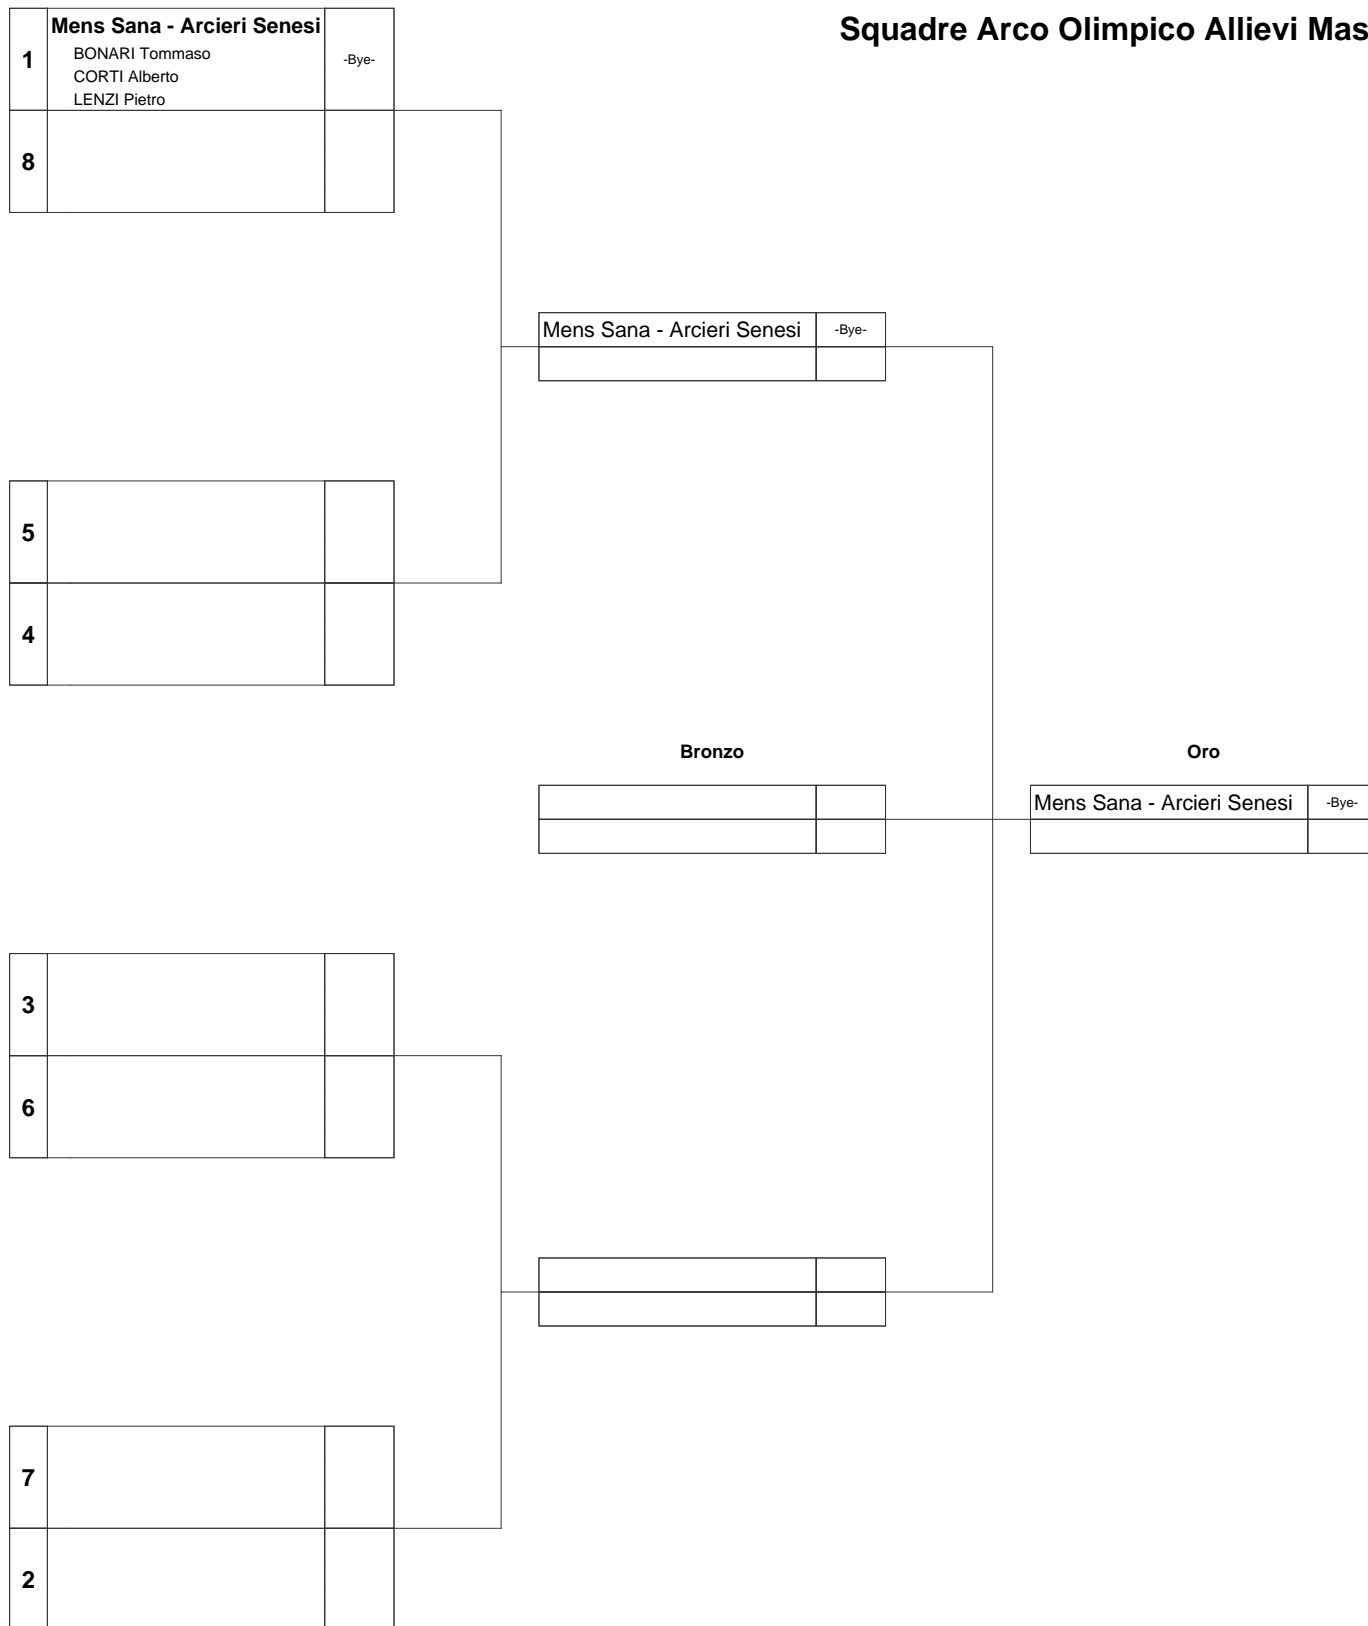 Squadre Arco Olimpico Allievi Mas
1
Mens Sana - Arcieri Senesi
BONARI Tommaso
CORTI Alberto
LENZI Pietro
-Bye-
8
Mens Sana - Arcieri Senesi -Bye-
5
4
Bronzo
Oro
Mens Sana - Arcieri Senesi -Bye-
3
6
7
2